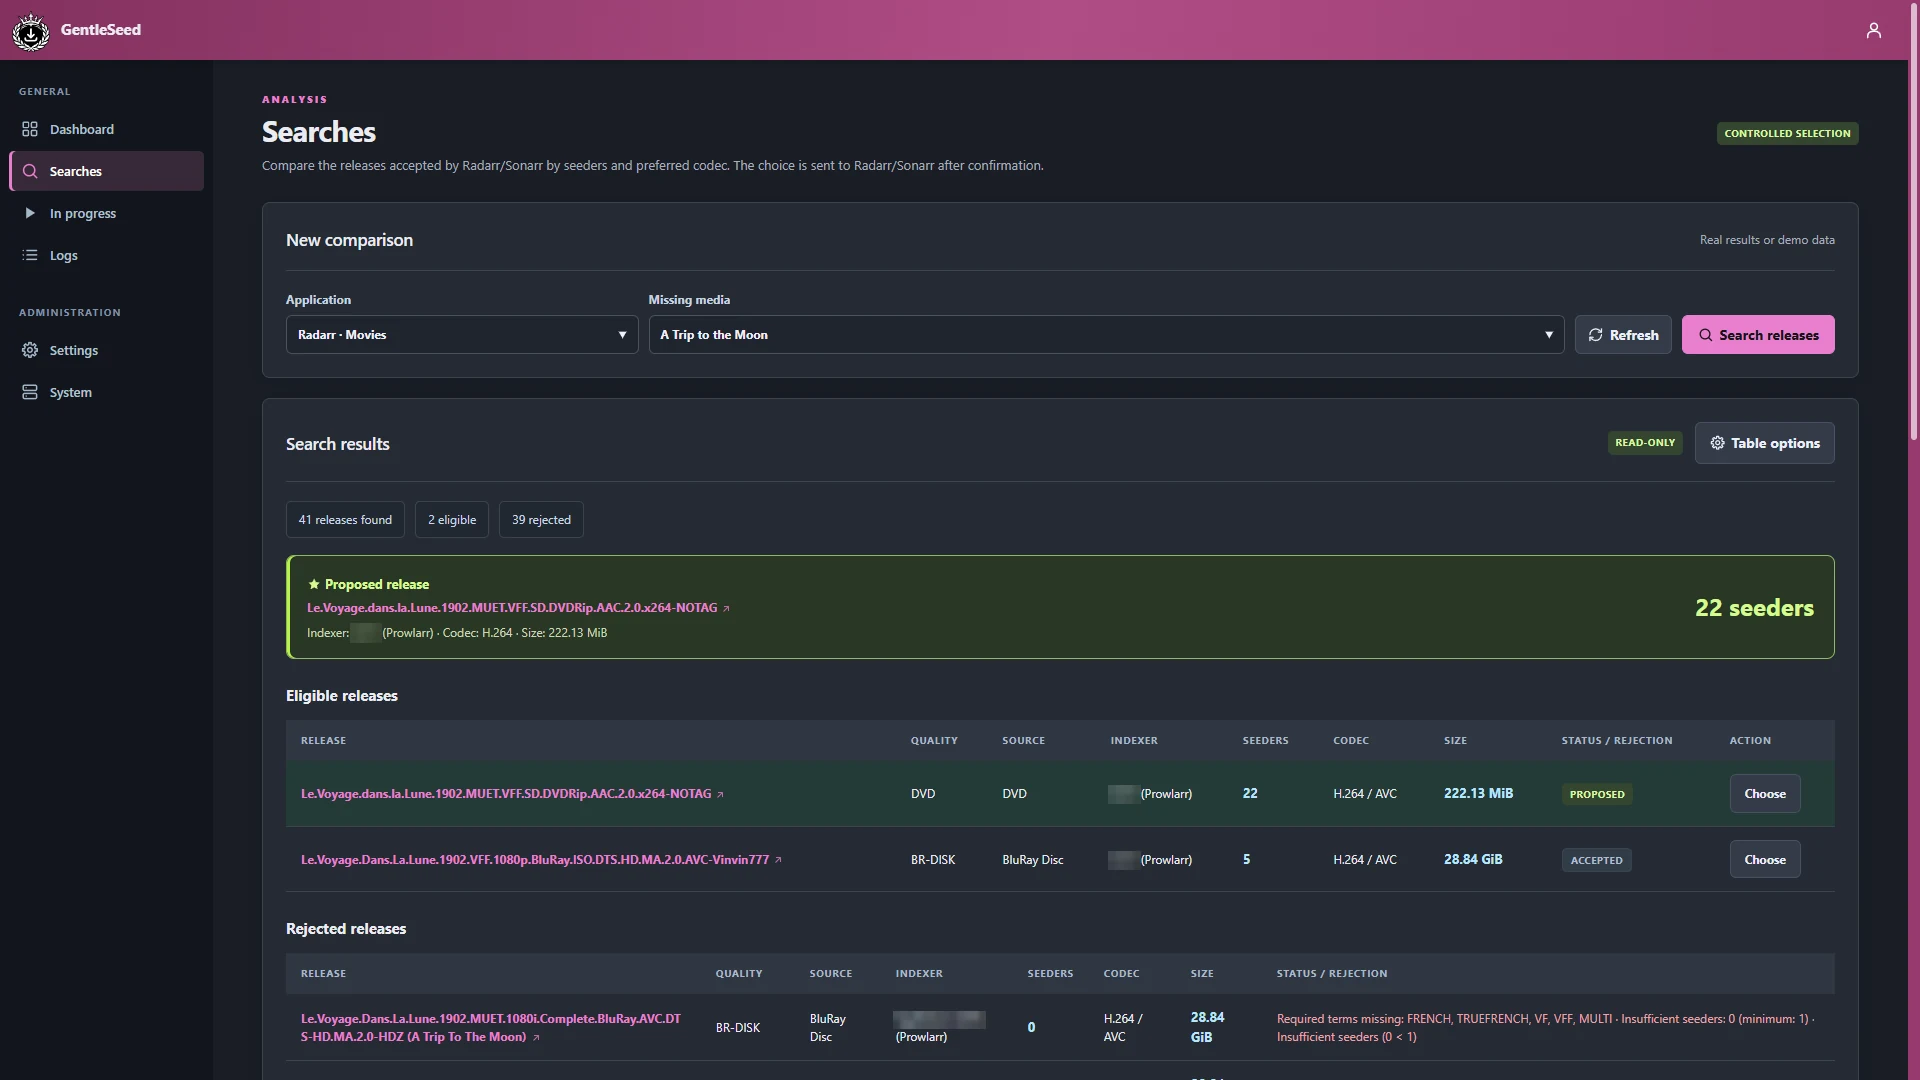 GentleSeed
GENERAL
Dashboard
Searches
In progress
Logs
ADMINISTRATION
Settings
System
ANALYSIS
Searches
CONTROLLED SELECTION
Compare the releases accepted by Radarr/Sonarr by seeders and preferred codec. The choice is sent to Radarr/Sonarr after confirmation.
New comparison
Real results or demo data
Application
Missing media
Radarr · Movies
A Trip to the Moon
Refresh
Search releases
Search results
READ-ONLY
Table options
41 releases found
2 eligible
39 rejected
★ Proposed release
Le.Voyage.dans.la.Lune.1902.MUET.VFF.SD.DVDRip.AAC.2.0.x264-NOTAG ↗
Indexer: (Prowlarr) · Codec: H.264 · Size: 222.13 MiB
22 seeders
Eligible releases
RELEASE QUALITY SOURCE INDEXER SEEDERS CODEC SIZE STATUS / REJECTION ACTION
Le.Voyage.dans.la.Lune.1902.MUET.VFF.SD.DVDRip.AAC.2.0.x264-NOTAG ↗ DVD DVD (Prowlarr) 22 H.264 / AVC 222.13 MiB PROPOSED Choose
Le.Voyage.Dans.La.Lune.1902.VFF.1080p.BluRay.ISO.DTS.HD.MA.2.0.AVC-Vinvin777 ↗ BR-DISK BluRay Disc (Prowlarr) 5 H.264 / AVC 28.84 GiB ACCEPTED Choose
Rejected releases
RELEASE QUALITY SOURCE INDEXER SEEDERS CODEC SIZE STATUS / REJECTION
Le.Voyage.Dans.La.Lune.1902.MUET.1080i.Complete.BluRay.AVC.DT
S-HD.MA.2.0-HDZ (A Trip To The Moon) ↗
BR-DISK
BluRay
Disc
(Prowlarr)
0
H.264 /
AVC
28.84
GiB
Required terms missing: FRENCH, TRUEFRENCH, VF, VFF, MULTI · Insufficient seeders: 0 (minimum: 1) ·
Insufficient seeders (0 < 1)